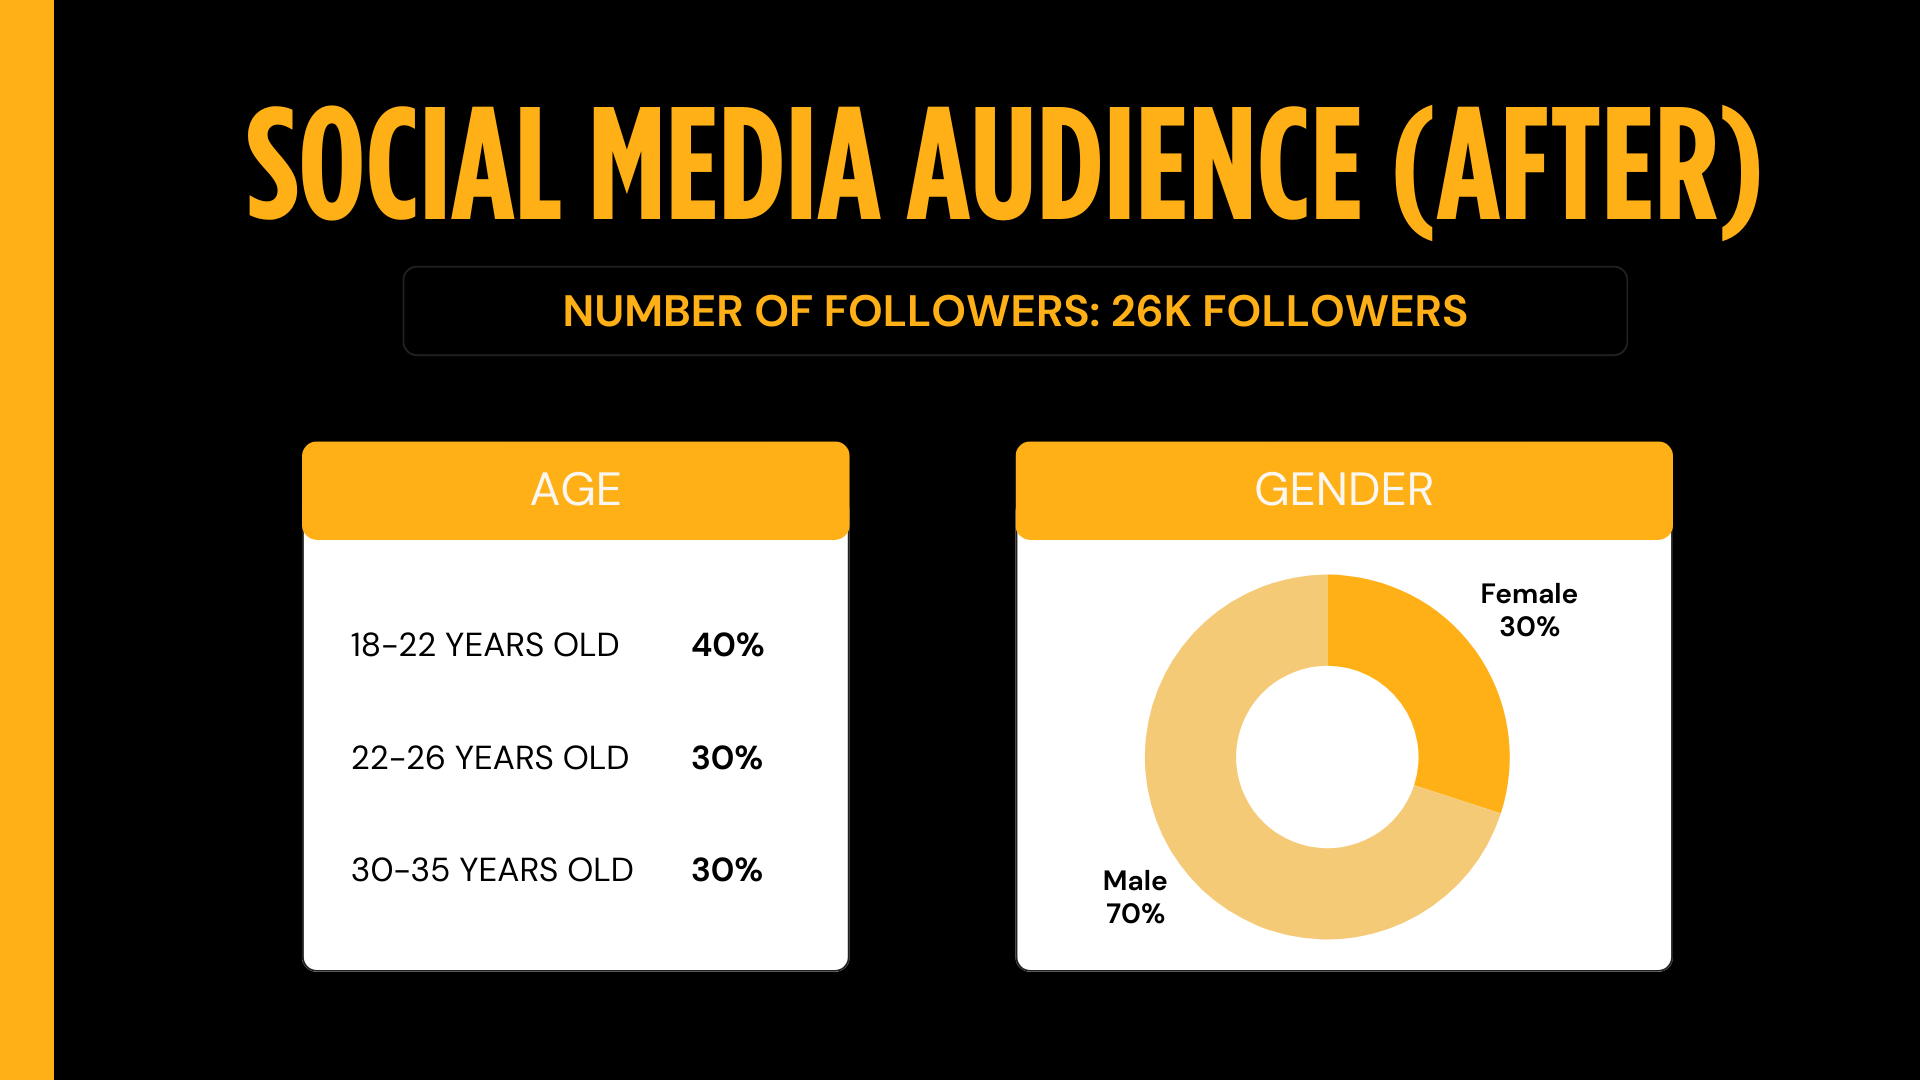 SOCIAL MEDIA AUDIENCE (AFTER)
NUMBER OF FOLLOWERS: 26K FOLLOWERS
AGE
18-22 YEARS OLD 40%
22-26 YEARS OLD 30%
30-35 YEARS OLD 30%
GENDER
Female
30%
Male
70%